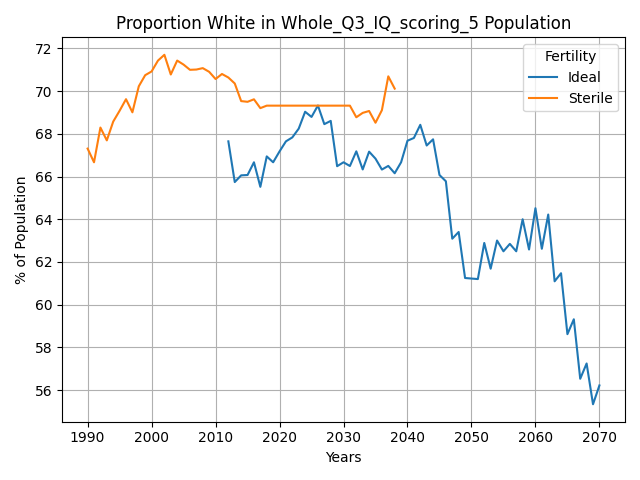 Proportion White in Whole_Q3_IQ_scoring_5 Population
Fertility
Ideal
Sterile
% of Population
72
70
68
66
64
62
60
58
56
1990 2000 2010 2020 2030 2040 2050 2060 2070
Years